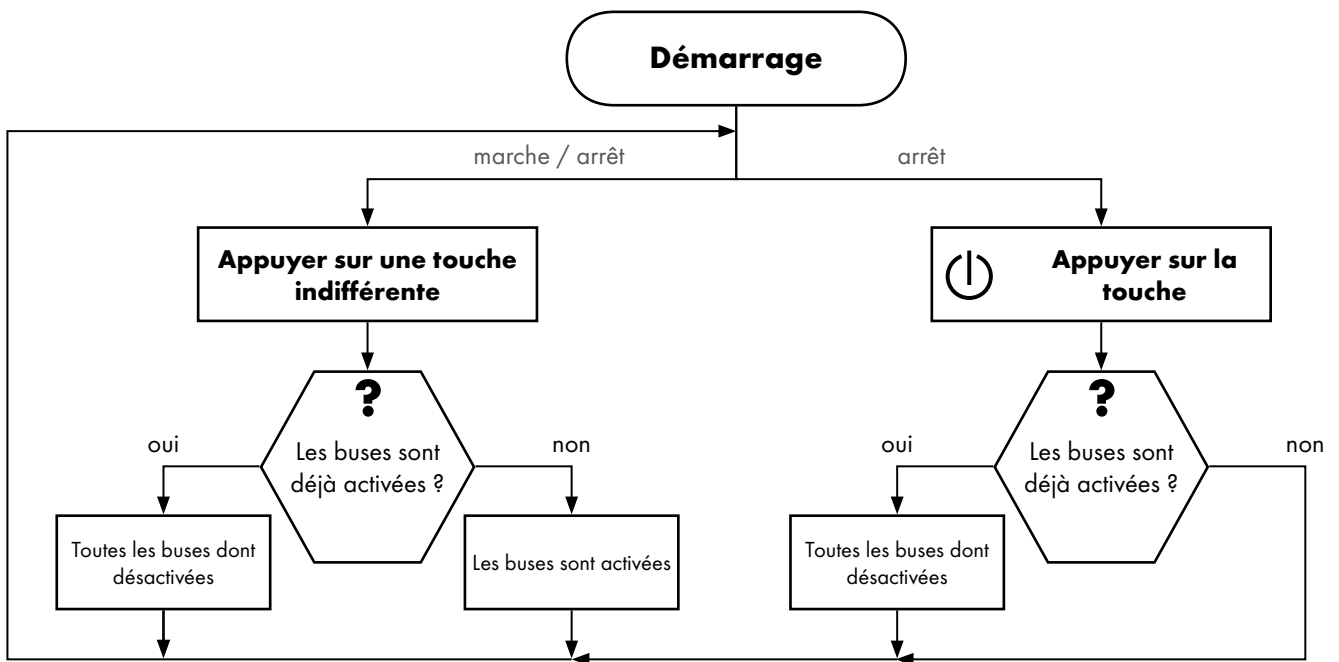 Démarrage
marche / arrêt
arrêt
Appuyer sur une touche
indifférente
Appuyer sur la
touche
?
Les buses sont
déjà activées ?
oui
non
Toutes les buses dont
désactivées
Les buses sont activées
?
Les buses sont
déjà activées ?
oui
non
Toutes les buses dont
désactivées